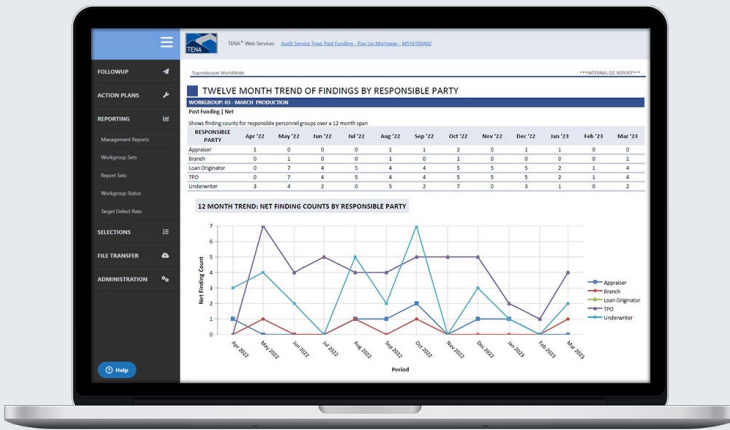 TENA
TENA® Web Services Audit Service Type: Post Funding - Pop Up Mortgage - M516100A02
FOLLOWUP
ACTION PLANS
REPORTING
Management Reports
Workgroup Sets
Report Sets
Workgroup Status
Target Defect Rate
SELECTIONS
FILE TRANSFER
ADMINISTRATION
Help
***INTERNAL QC REPORT***
TWELVE MONTH TREND OF FINDINGS BY RESPONSIBLE PARTY
WORKGROUP: 03 - MARCH PRODUCTION
Post Funding | Net
Shows finding counts for responsible personnel groups over a 12 month span
RESPONSIBLE PARTY Apr '22 May '22 Jun '22 Jul '22 Aug '22 Sep '22 Oct '22 Nov '22 Dec '22 Jan '23 Feb '23 Mar '23
Appraiser 1 0 0 0 1 1 2 0 1 1 0 0
Branch 0 1 0 0 1 0 1 0 0 0 0 1
Loan Originator 0 7 4 5 4 4 5 5 5 2 1 4
TPO 0 7 4 5 4 4 5 5 5 2 1 4
Underwriter 3 4 2 0 5 2 7 0 3 1 0 2
12 MONTH TREND: NET FINDING COUNTS BY RESPONSIBLE PARTY
Net Finding Count
7
6
5
4
3
2
1
0
Apr 2022 May 2022 Jun 2022 Jul 2022 Aug 2022 Sep 2022 Oct 2022 Nov 2022 Dec 2022 Jan 2023 Feb 2023 Mar 2023
Period
Appraiser
Branch
Loan Originator
TPO
Underwriter